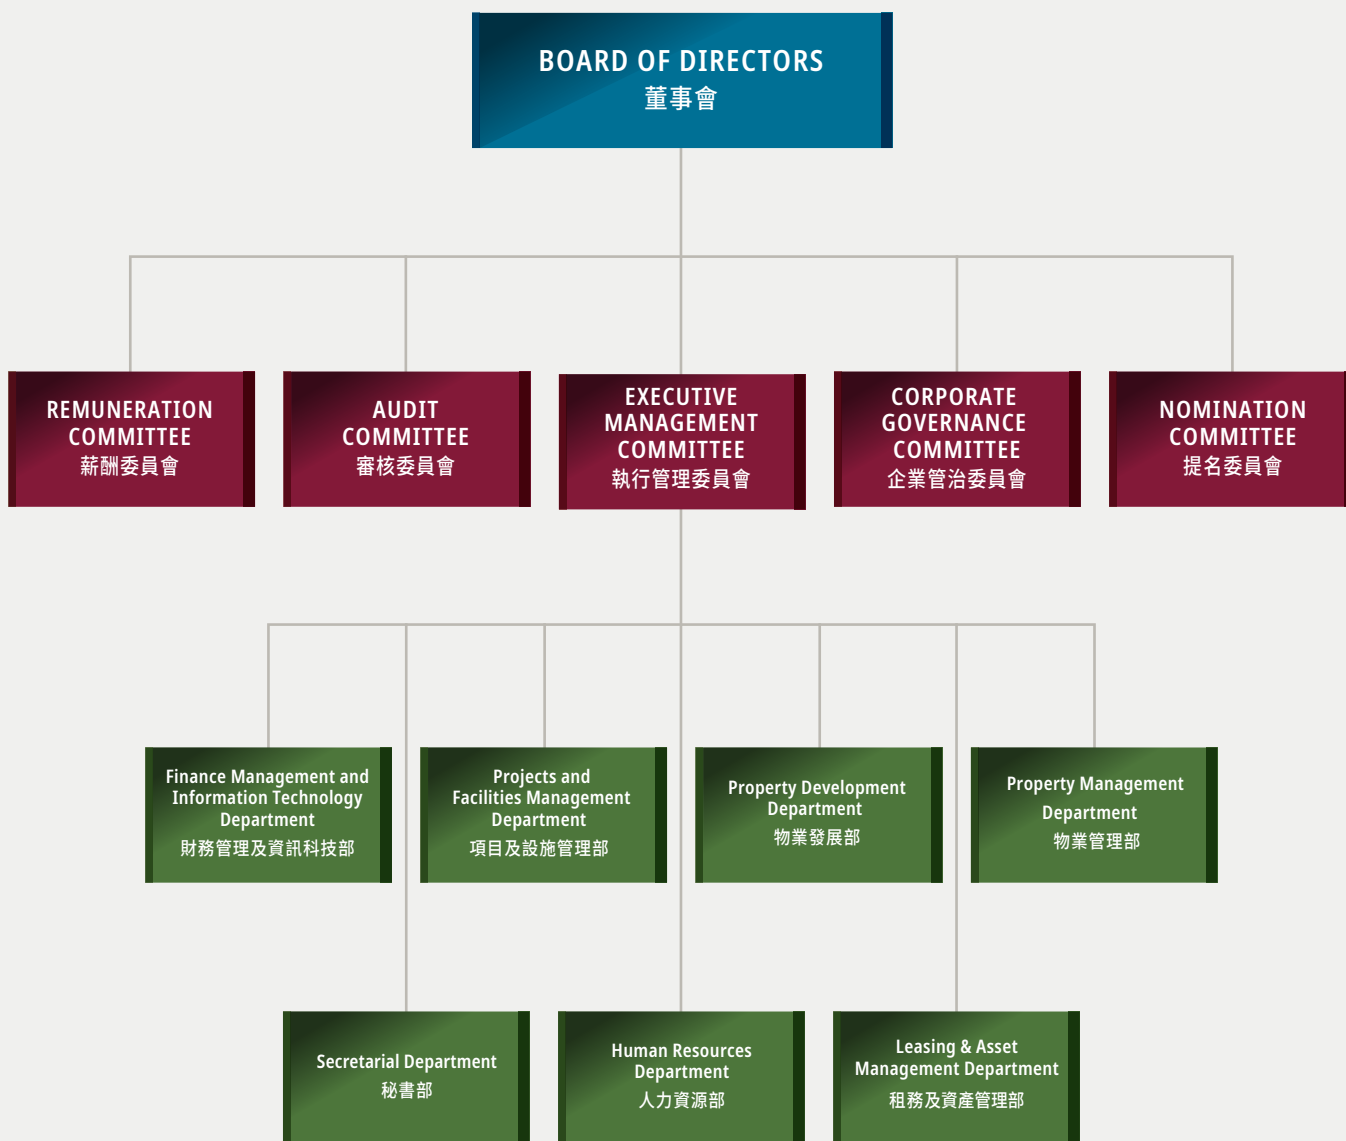 BOARD OF DIRECTORS
董事會
REMUNERATION
COMMITTEE
薪酬委員會
AUDIT
COMMITTEE
審核委員會
EXECUTIVE
MANAGEMENT
COMMITTEE
執行管理委員會
CORPORATE
GOVERNANCE
COMMITTEE
企業管治委員會
NOMINATION
COMMITTEE
提名委員會
Finance Management and
Information Technology
Department
財務管理及資訊科技部
Projects and
Facilities Management
Department
項目及設施管理部
Property Development
Department
物業發展部
Property Management
Department
物業管理部
Secretarial Department
秘書部
Human Resources
Department
人力資源部
Leasing & Asset
Management Department
租務及資產管理部